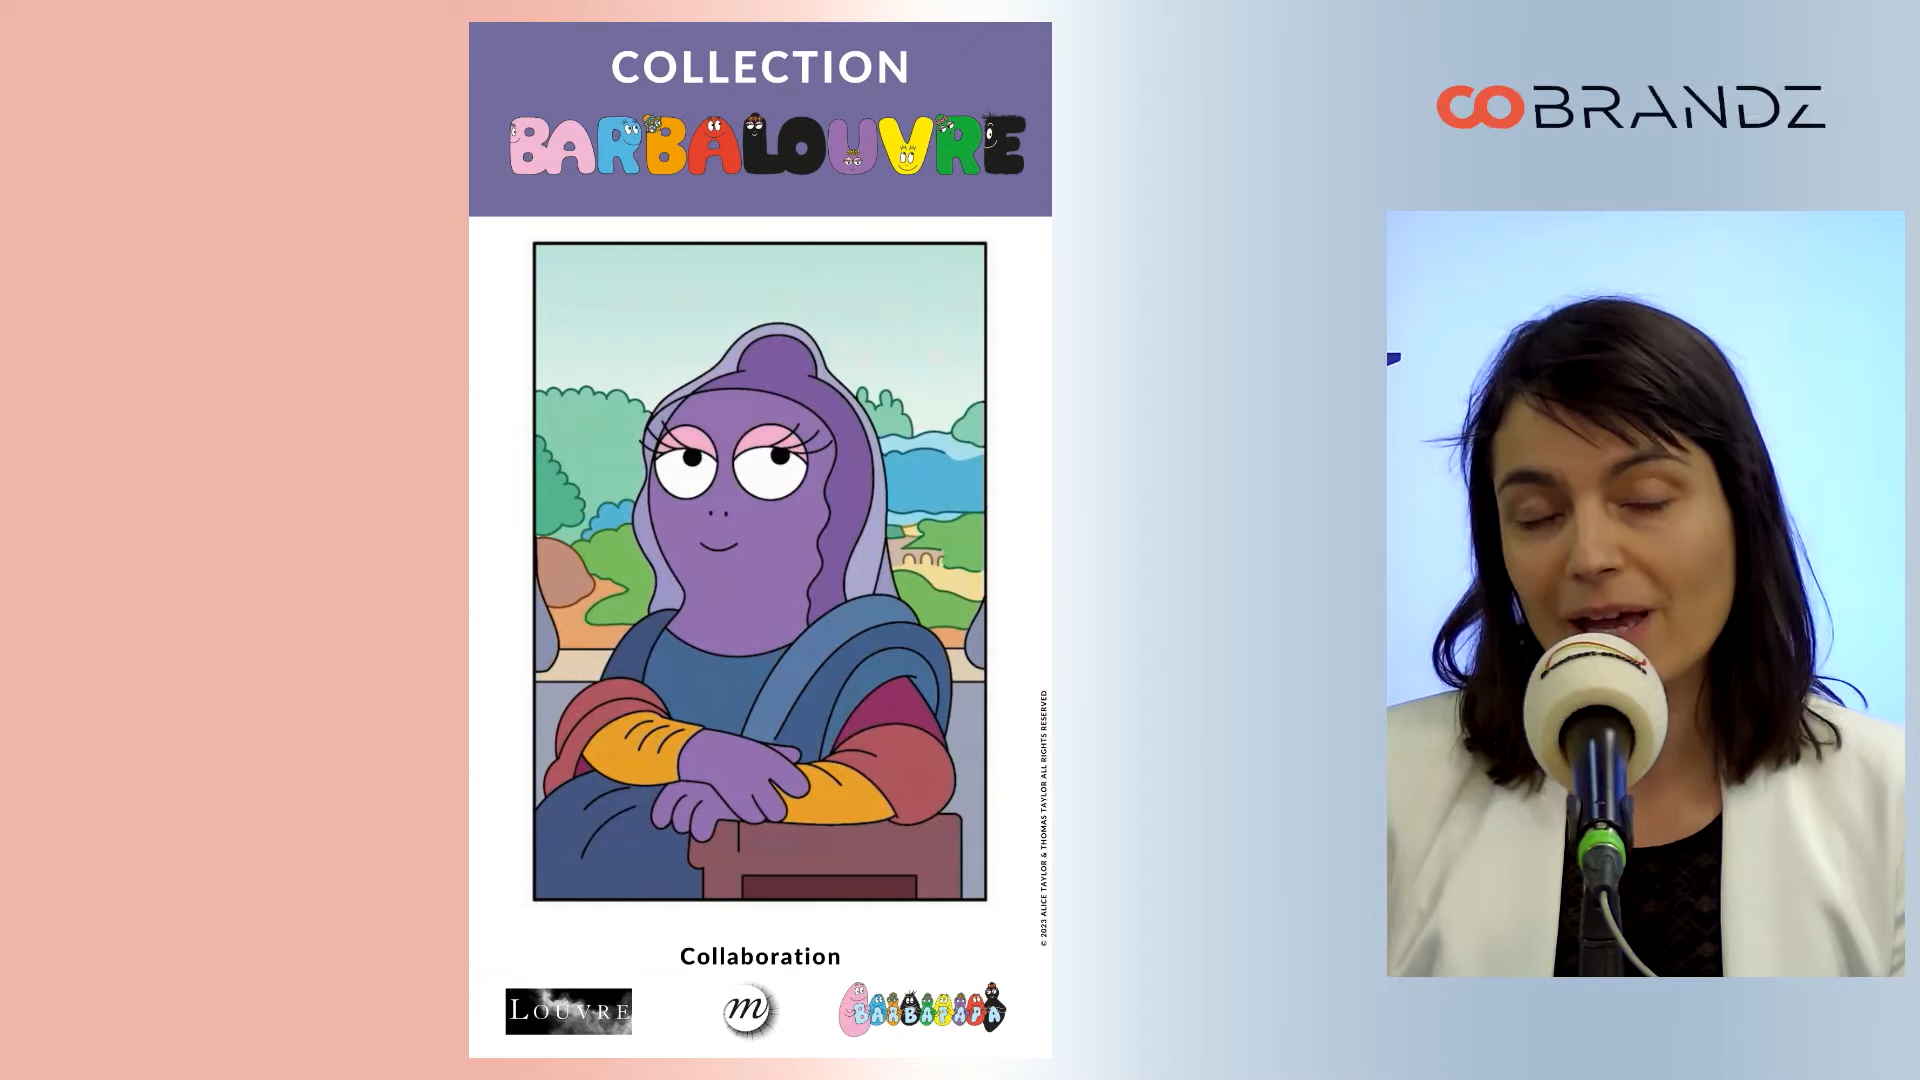 COLLECTION
BARBALOUVRE
COBRANDZ
© 2023 ALICE TAYLOR & THOMAS TAYLOR ALL RIGHTS RESERVED
Collaboration
LOUVRE
m
BARBAPAPA